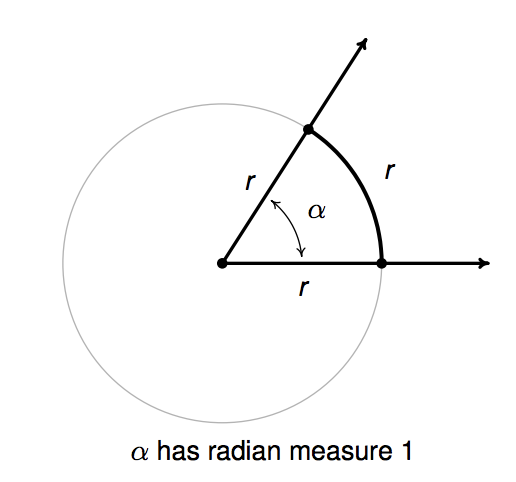 r
r
α
r
α has radian measure 1